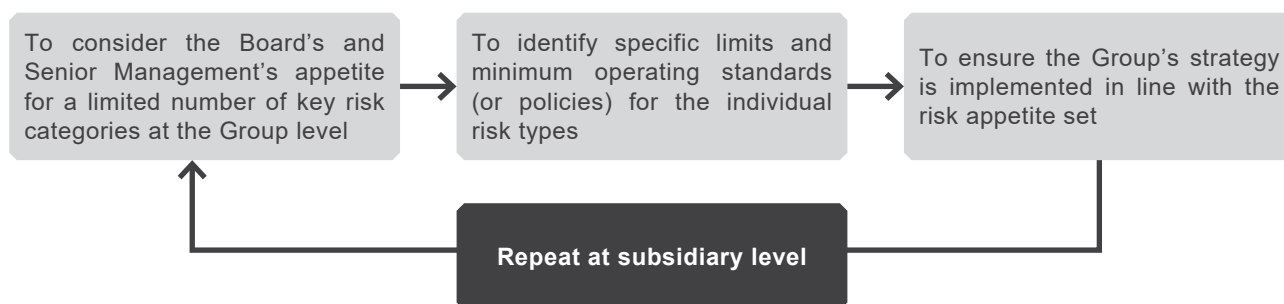 To consider the Board’s and
Senior Management’s appetite
for a limited number of key risk
categories at the Group level
To identify specific limits and
minimum operating standards
(or policies) for the individual
risk types
To ensure the Group’s strategy
is implemented in line with the
risk appetite set
Repeat at subsidiary level